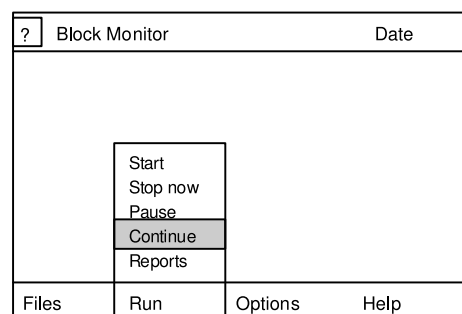 ? Block Monitor Date
Start
Stop now
Pause
Continue
Reports
Files Run Options Help